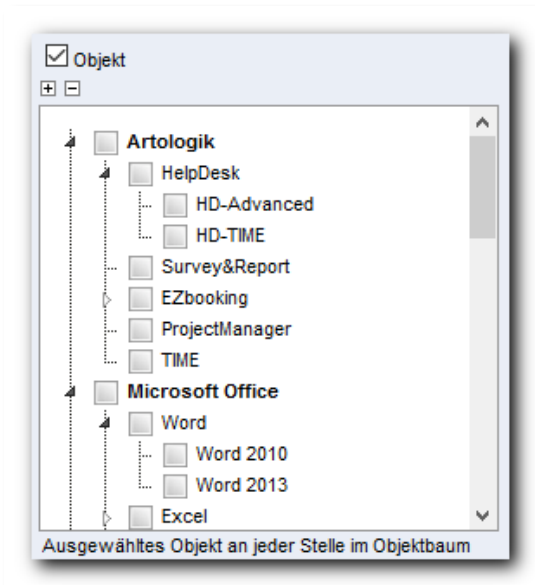 Objekt
Artologik
HelpDesk
HD-Advanced
HD-TIME
Survey&Report
EZbooking
ProjectManager
TIME
Microsoft Office
Word
Word 2010
Word 2013
Excel
Ausgewähltes Objekt an jeder Stelle im Objektbaum